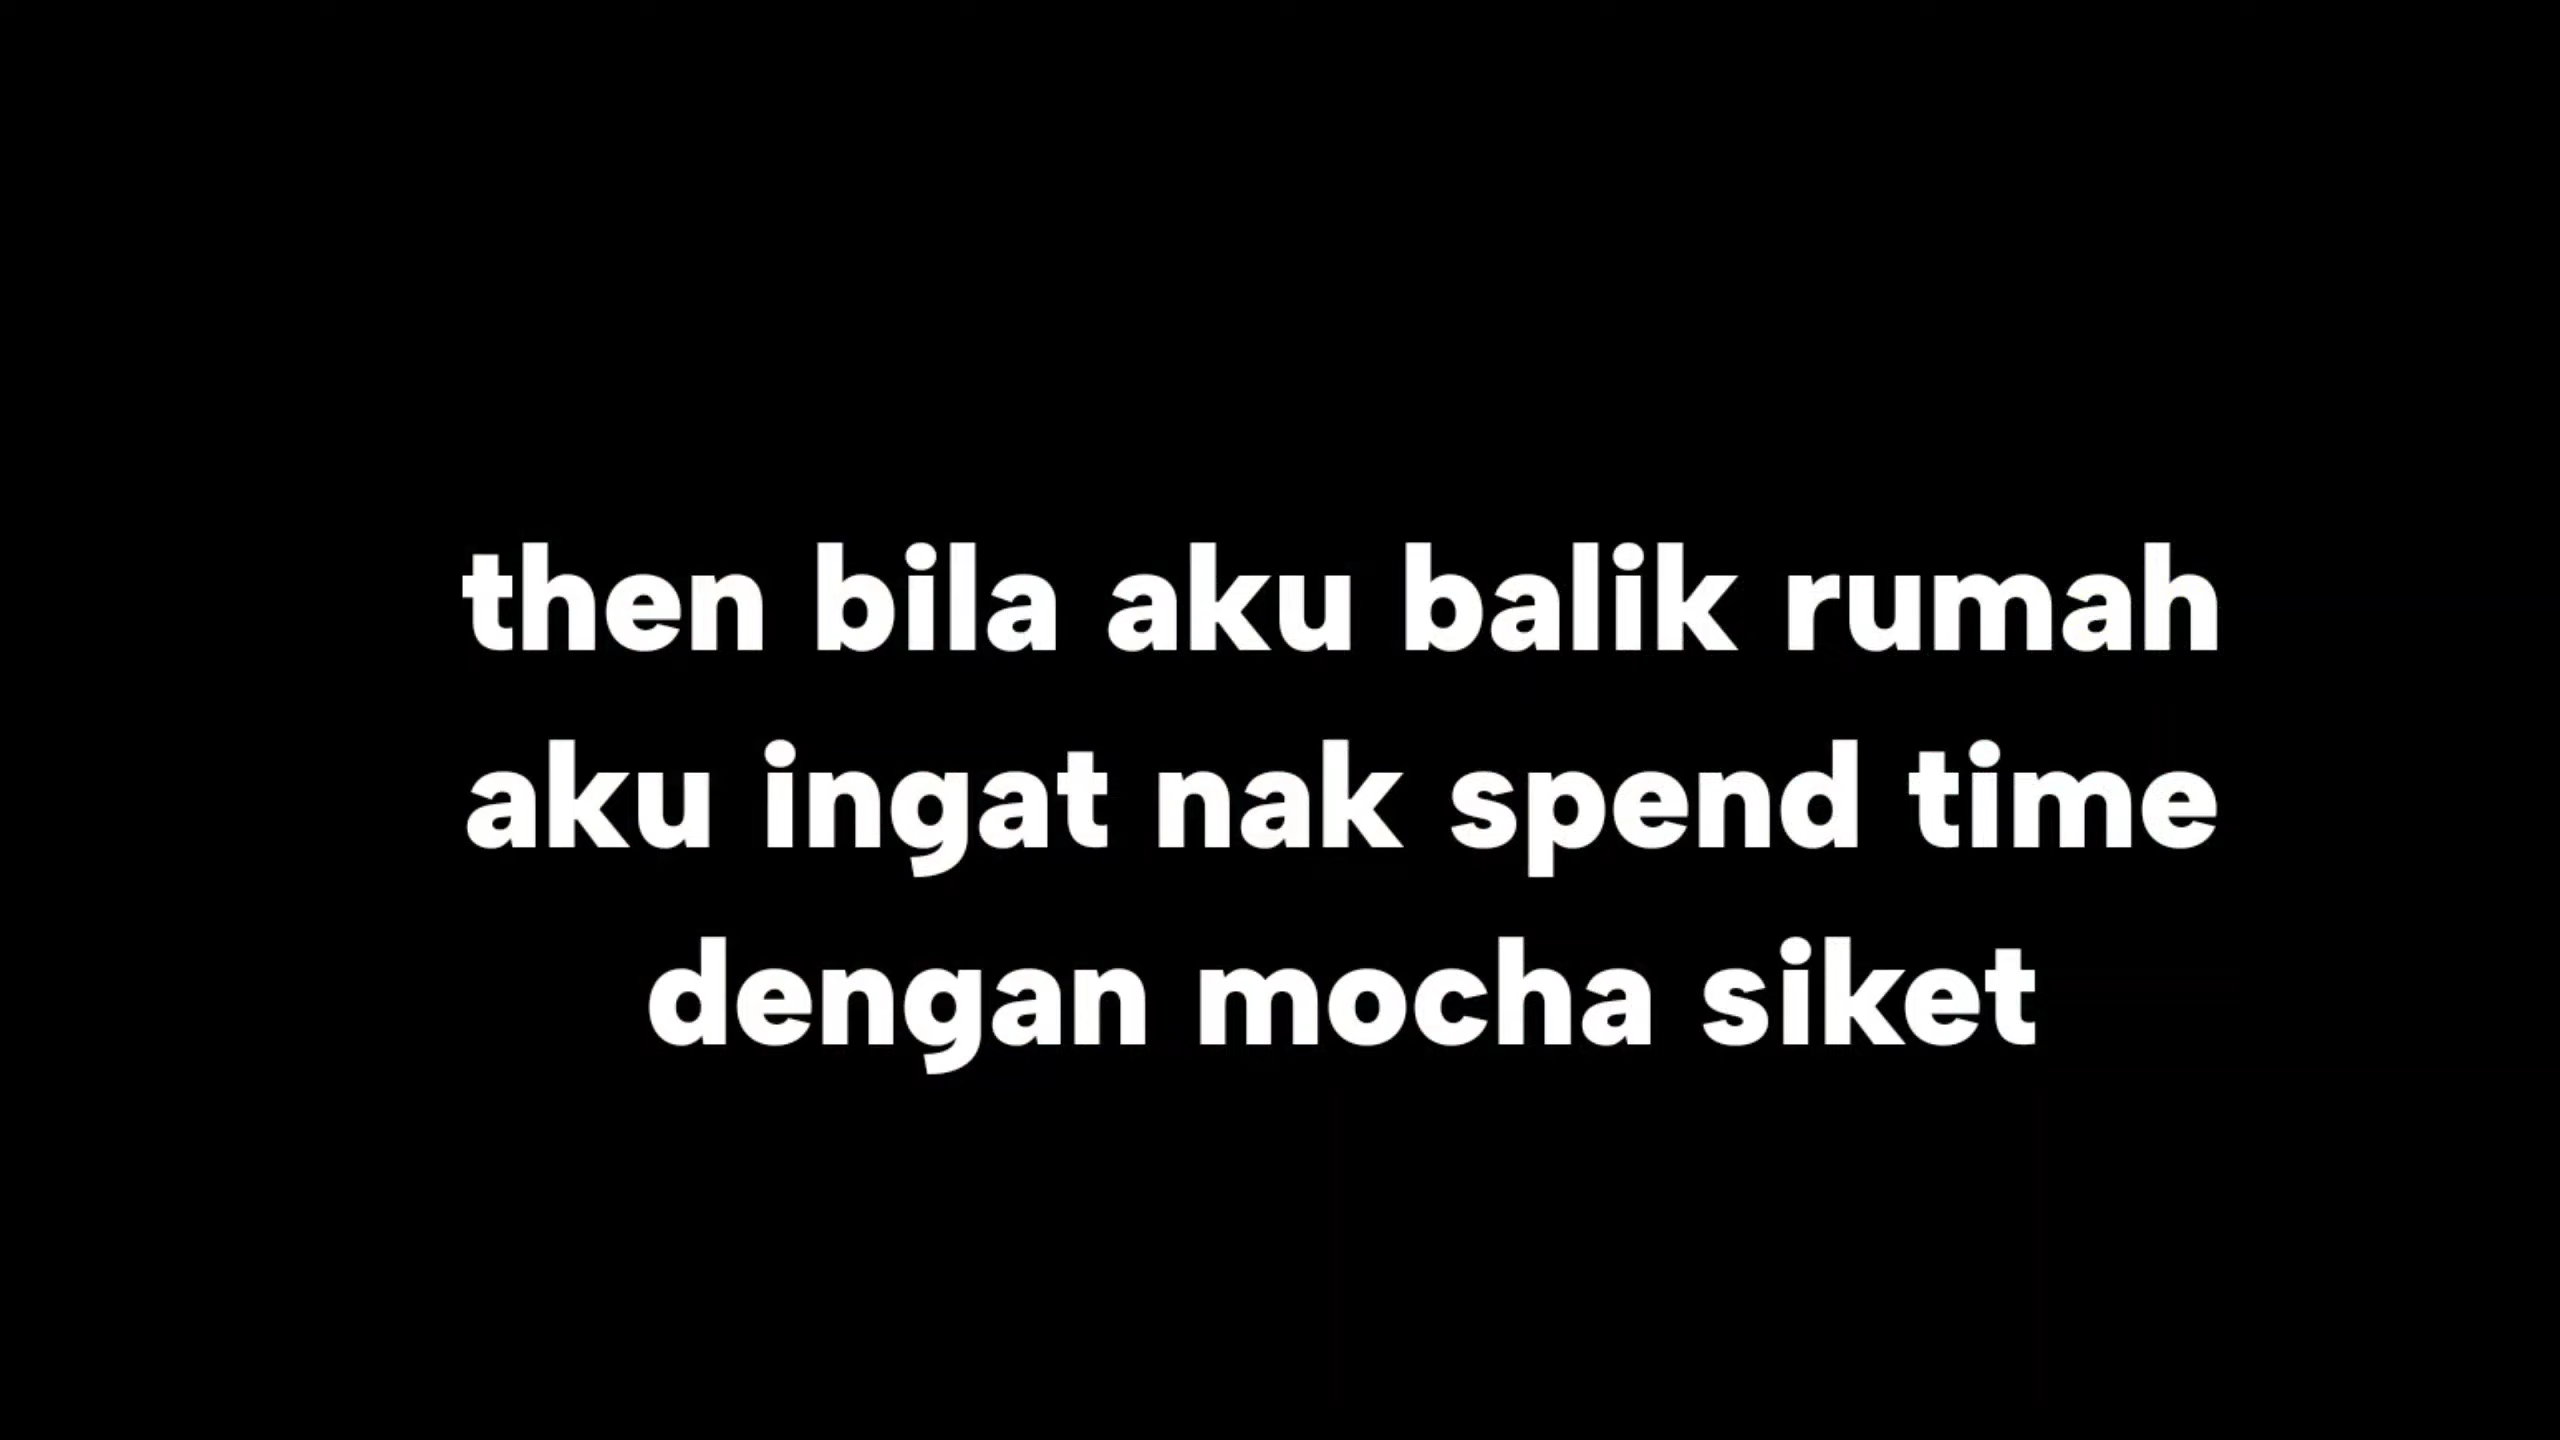 then bila aku balik rumah
aku ingat nak spend time
dengan mocha siket